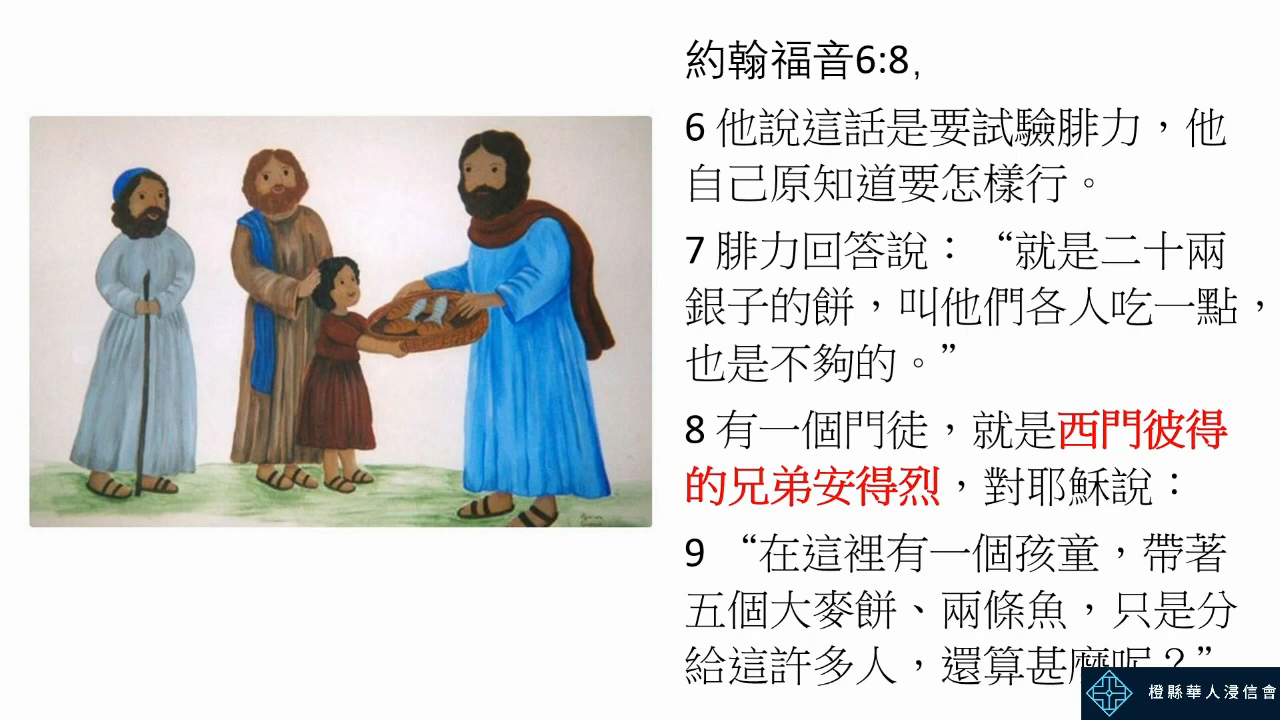 約翰福音6:8，
6 他說這話是要試驗腓力，他
自己原知道要怎樣行。
7 腓力回答說： “就是二十兩
銀子的餅，叫他們各人吃一點，
也是不夠的。”
8 有一個門徒，就是西門彼得
的兄弟安得烈，對耶穌說：
9 “在這裡有一個孩童，帶著
五個大麥餅、兩條魚，只是分
給這許多人，還算甚麼呢？”
橙縣華人浸信會